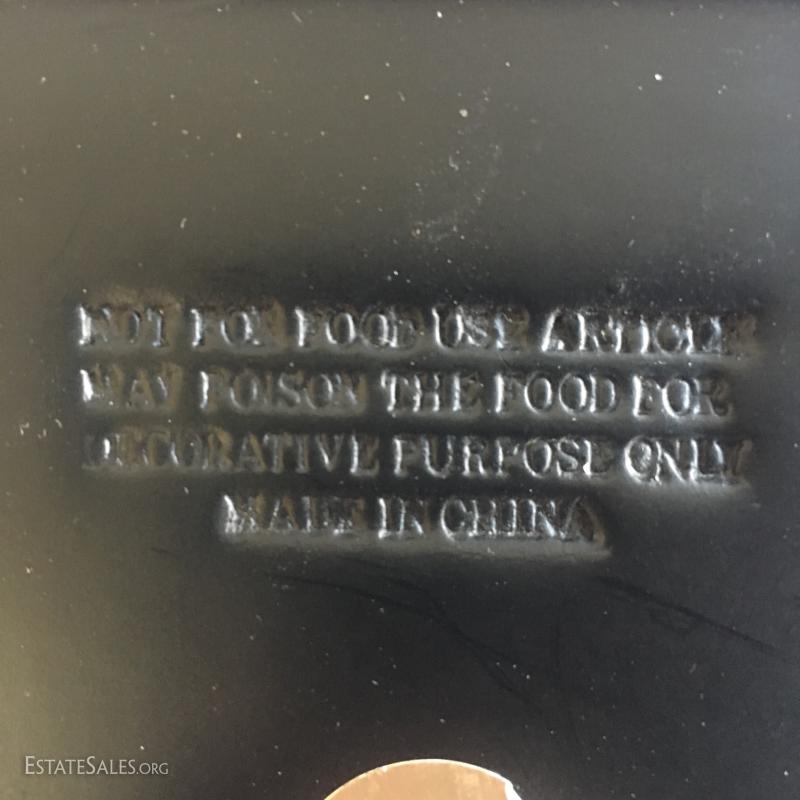 NOT FOR FOOD USE ARTICLE
MAY POISON THE FOOD FOR
DECORATIVE PURPOSE ONLY
MADE IN CHINA
ESTATESALES.ORG